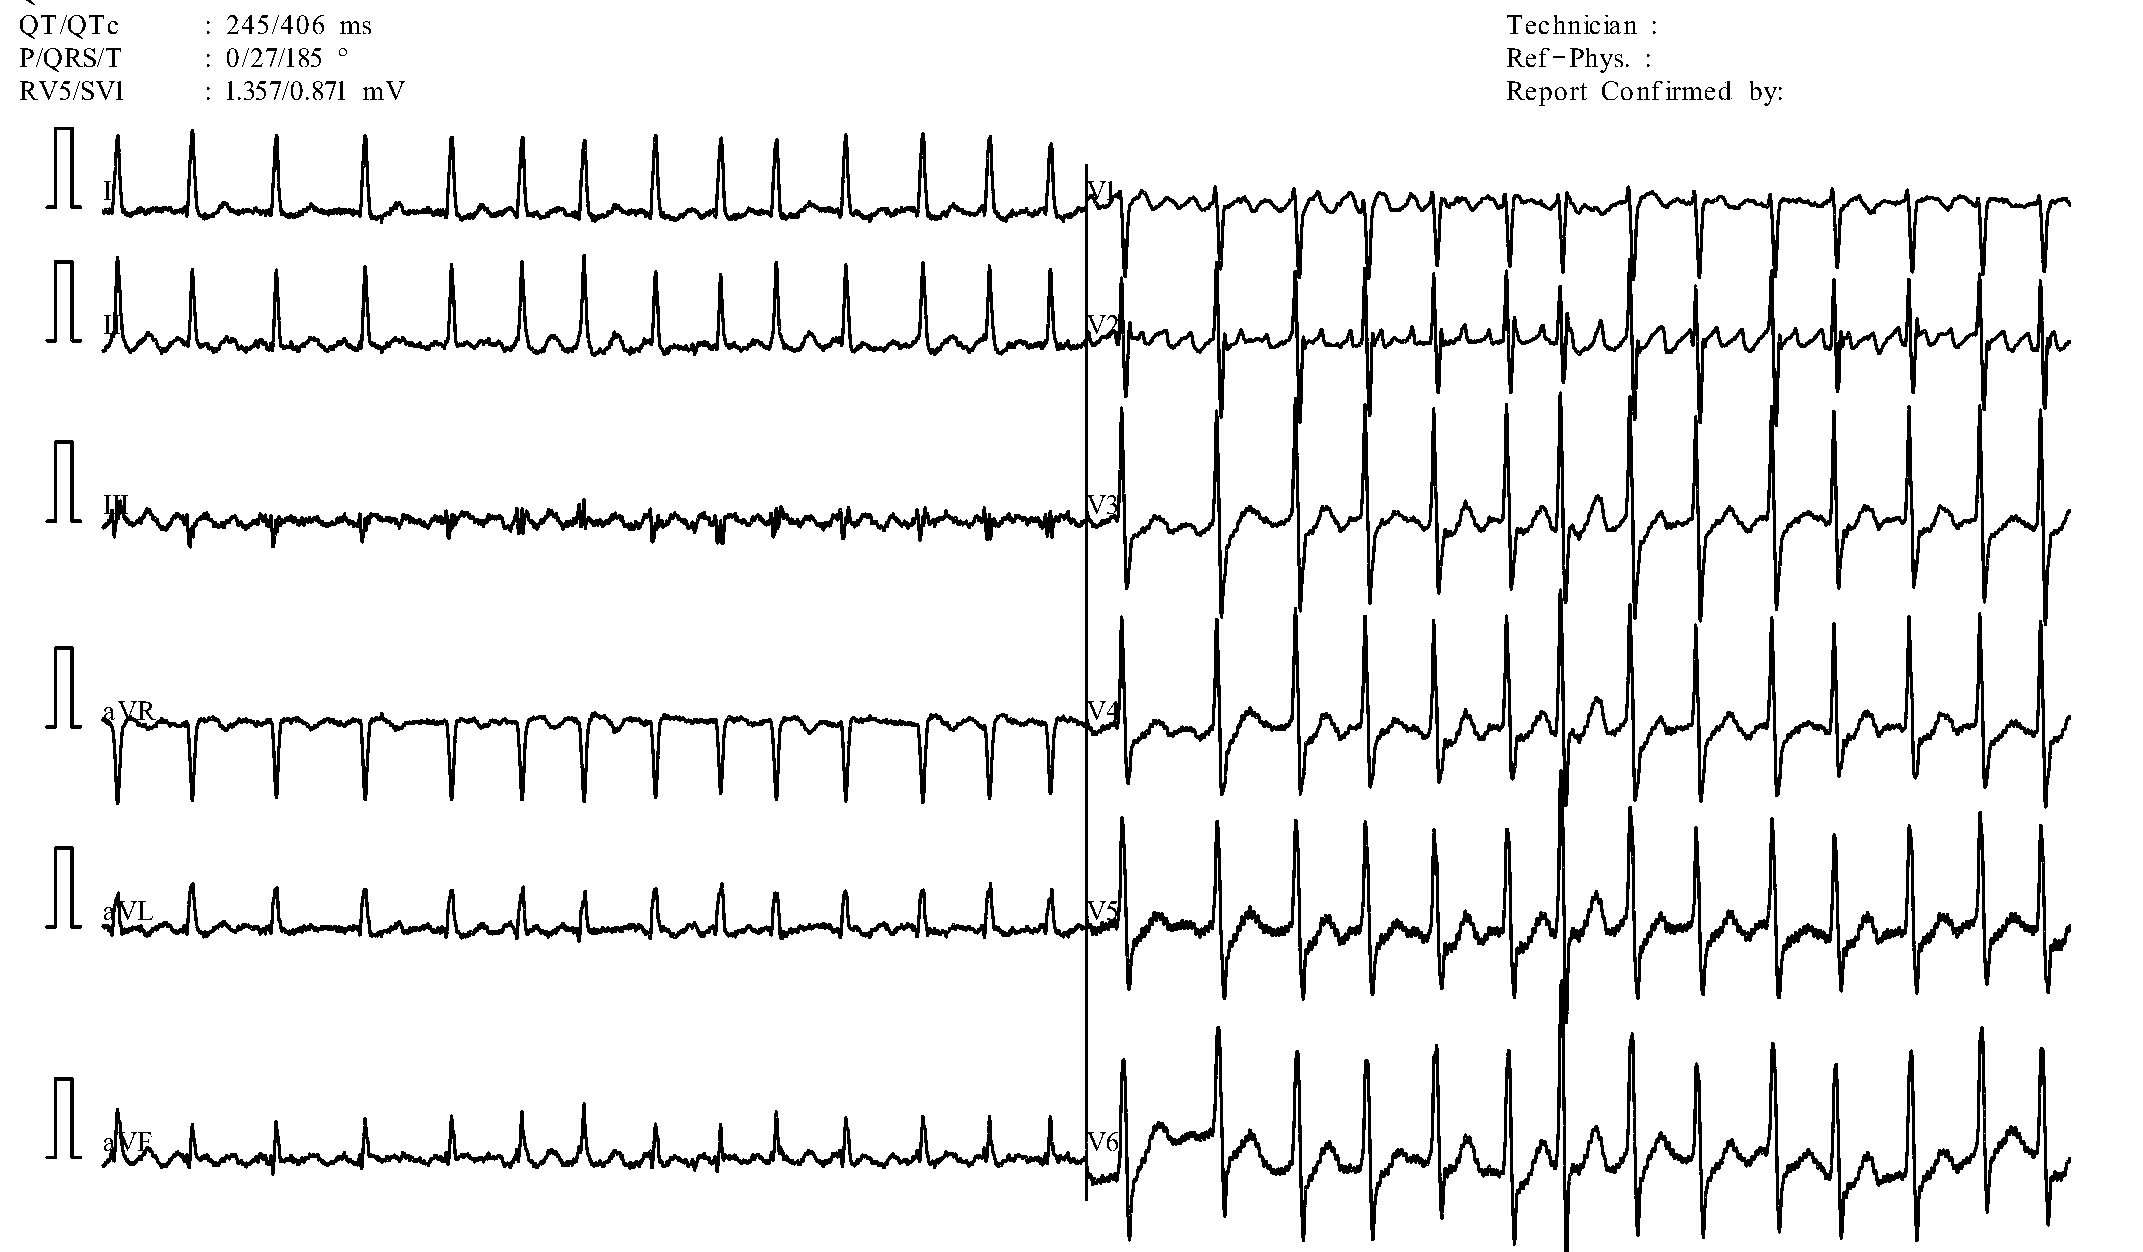 QT/QTc : 245/406 ms
P/QRS/T : 0/27/185 °
RV5/SV1 : 1.357/0.871 mV
Technician :
Ref-Phys. :
Report Confirmed by:
I
V1
II
V2
III
V3
aVR
V4
aVL
V5
aVF
V6